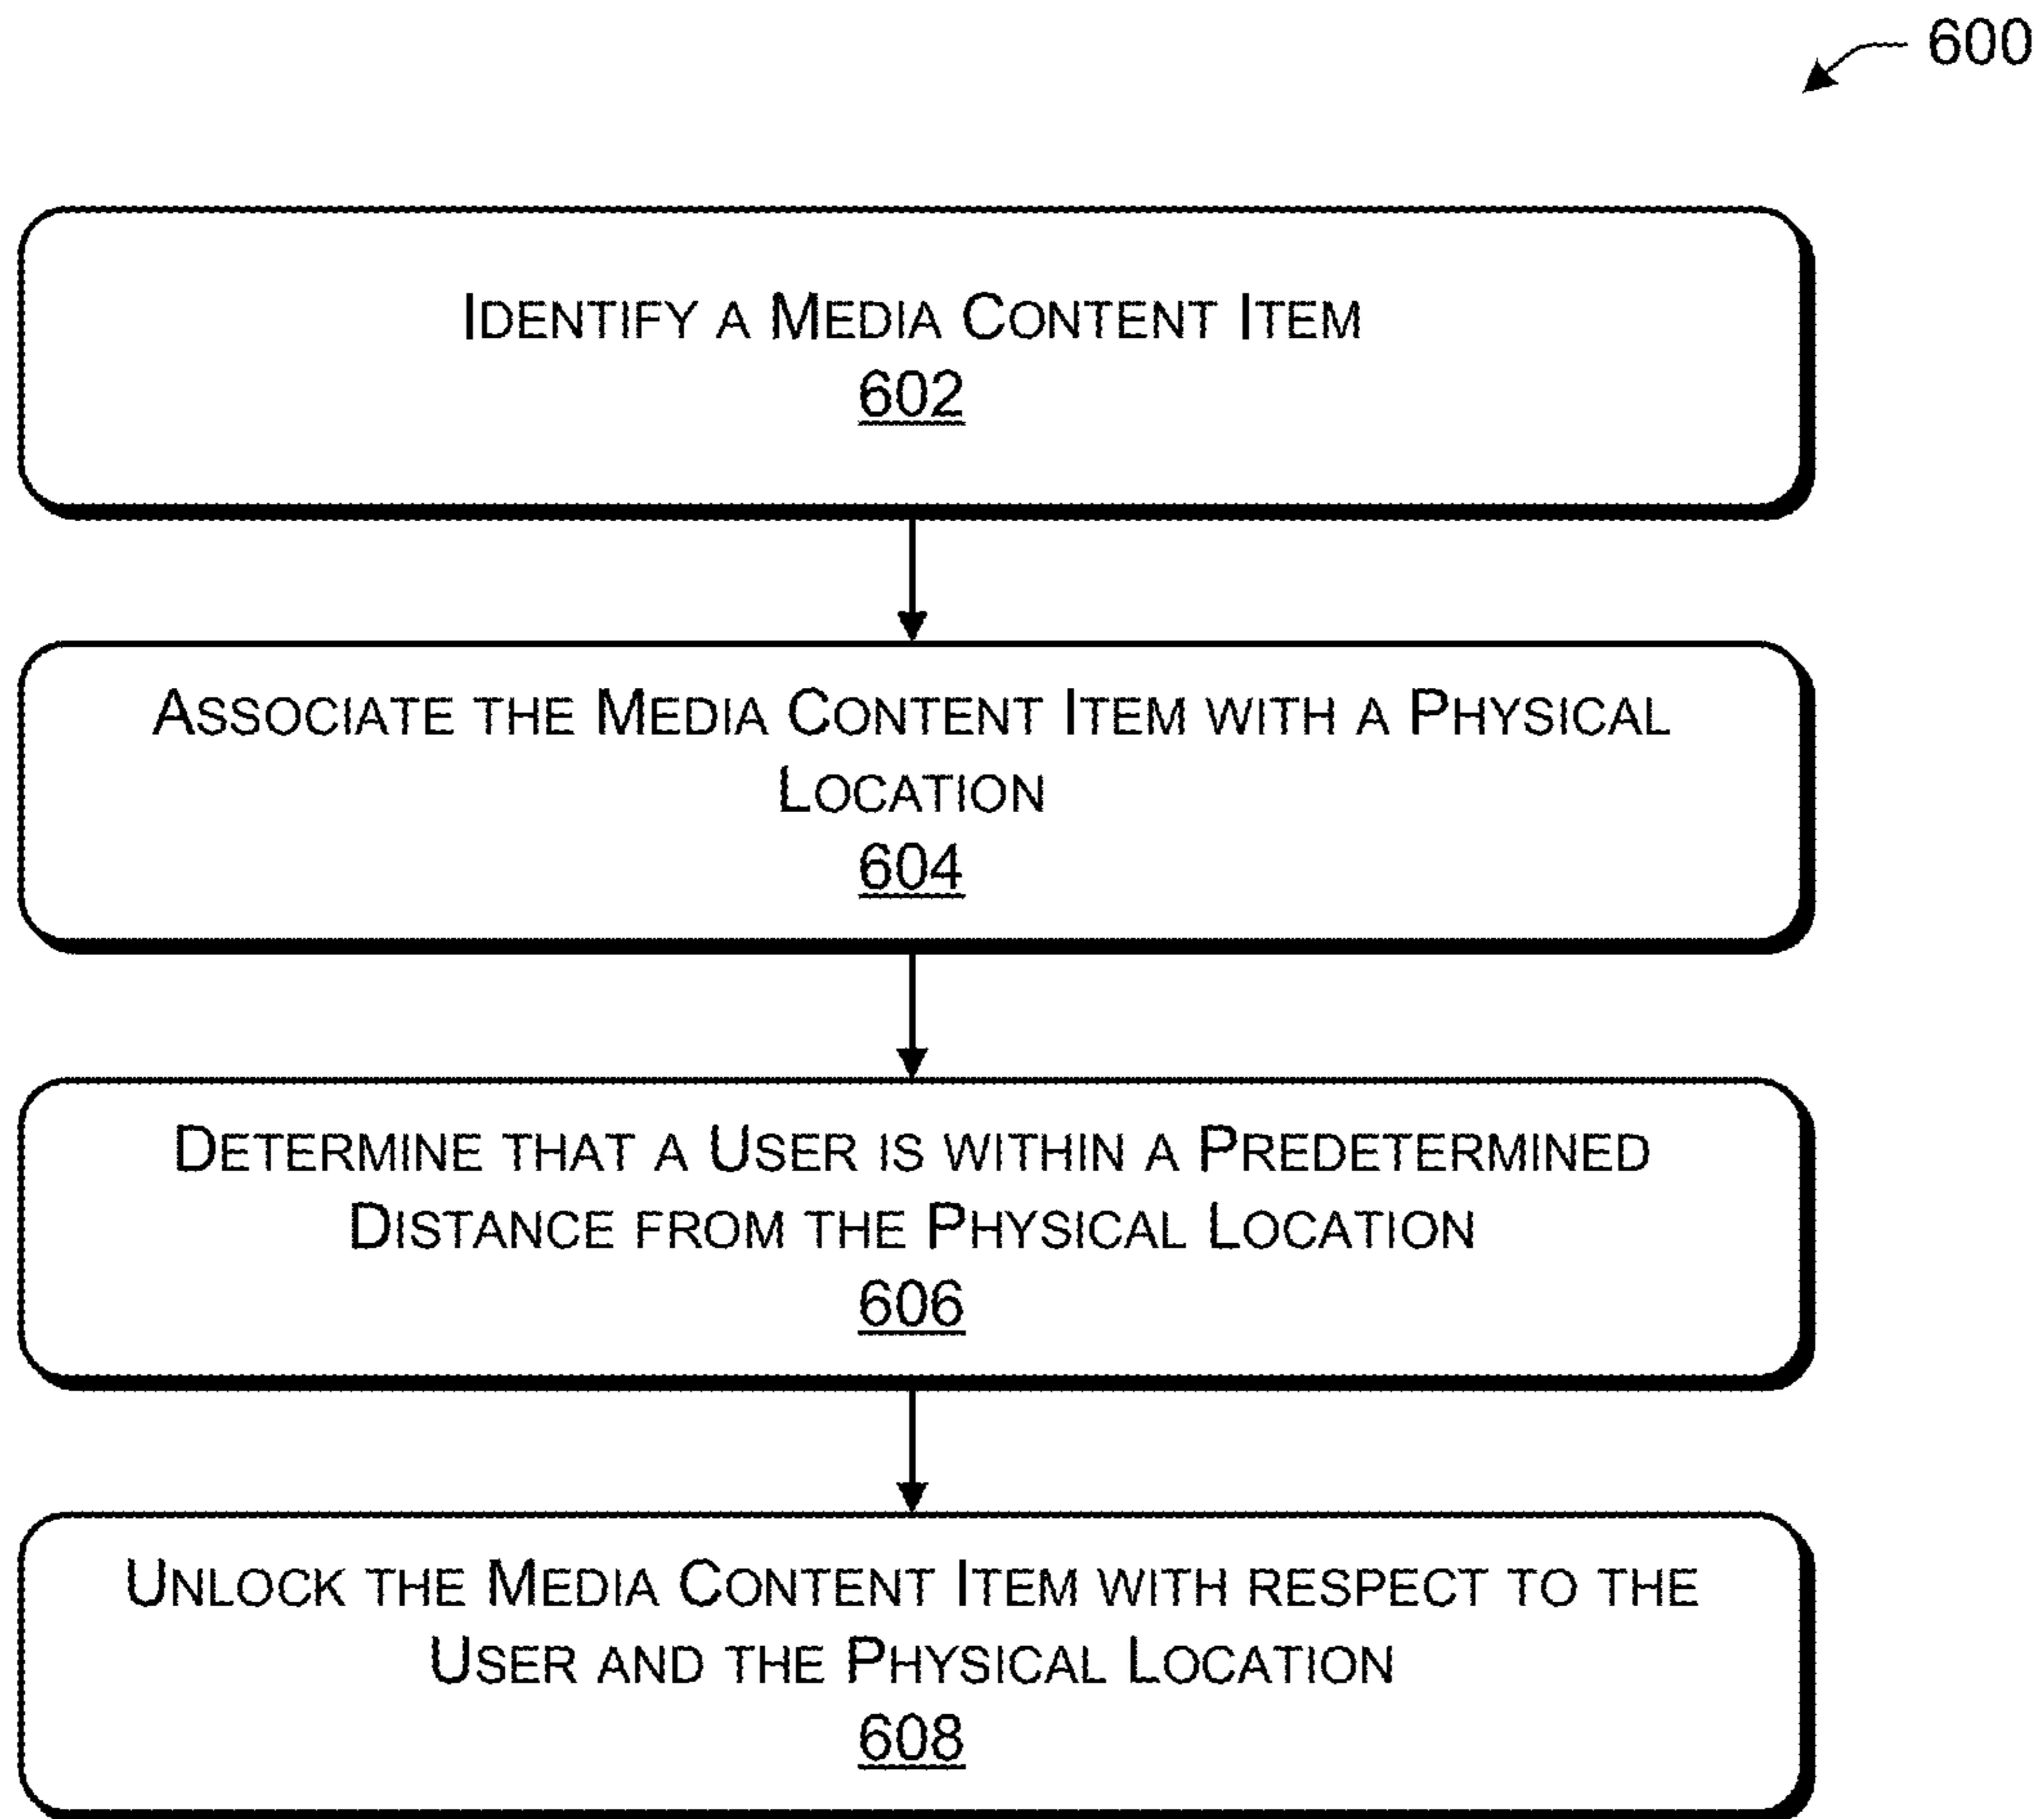 600
IDENTIFY A MEDIA CONTENT ITEM
602
ASSOCIATE THE MEDIA CONTENT ITEM WITH A PHYSICAL
LOCATION
604
DETERMINE THAT A USER IS WITHIN A PREDETERMINED
DISTANCE FROM THE PHYSICAL LOCATION
606
UNLOCK THE MEDIA CONTENT ITEM WITH RESPECT TO THE
USER AND THE PHYSICAL LOCATION
608